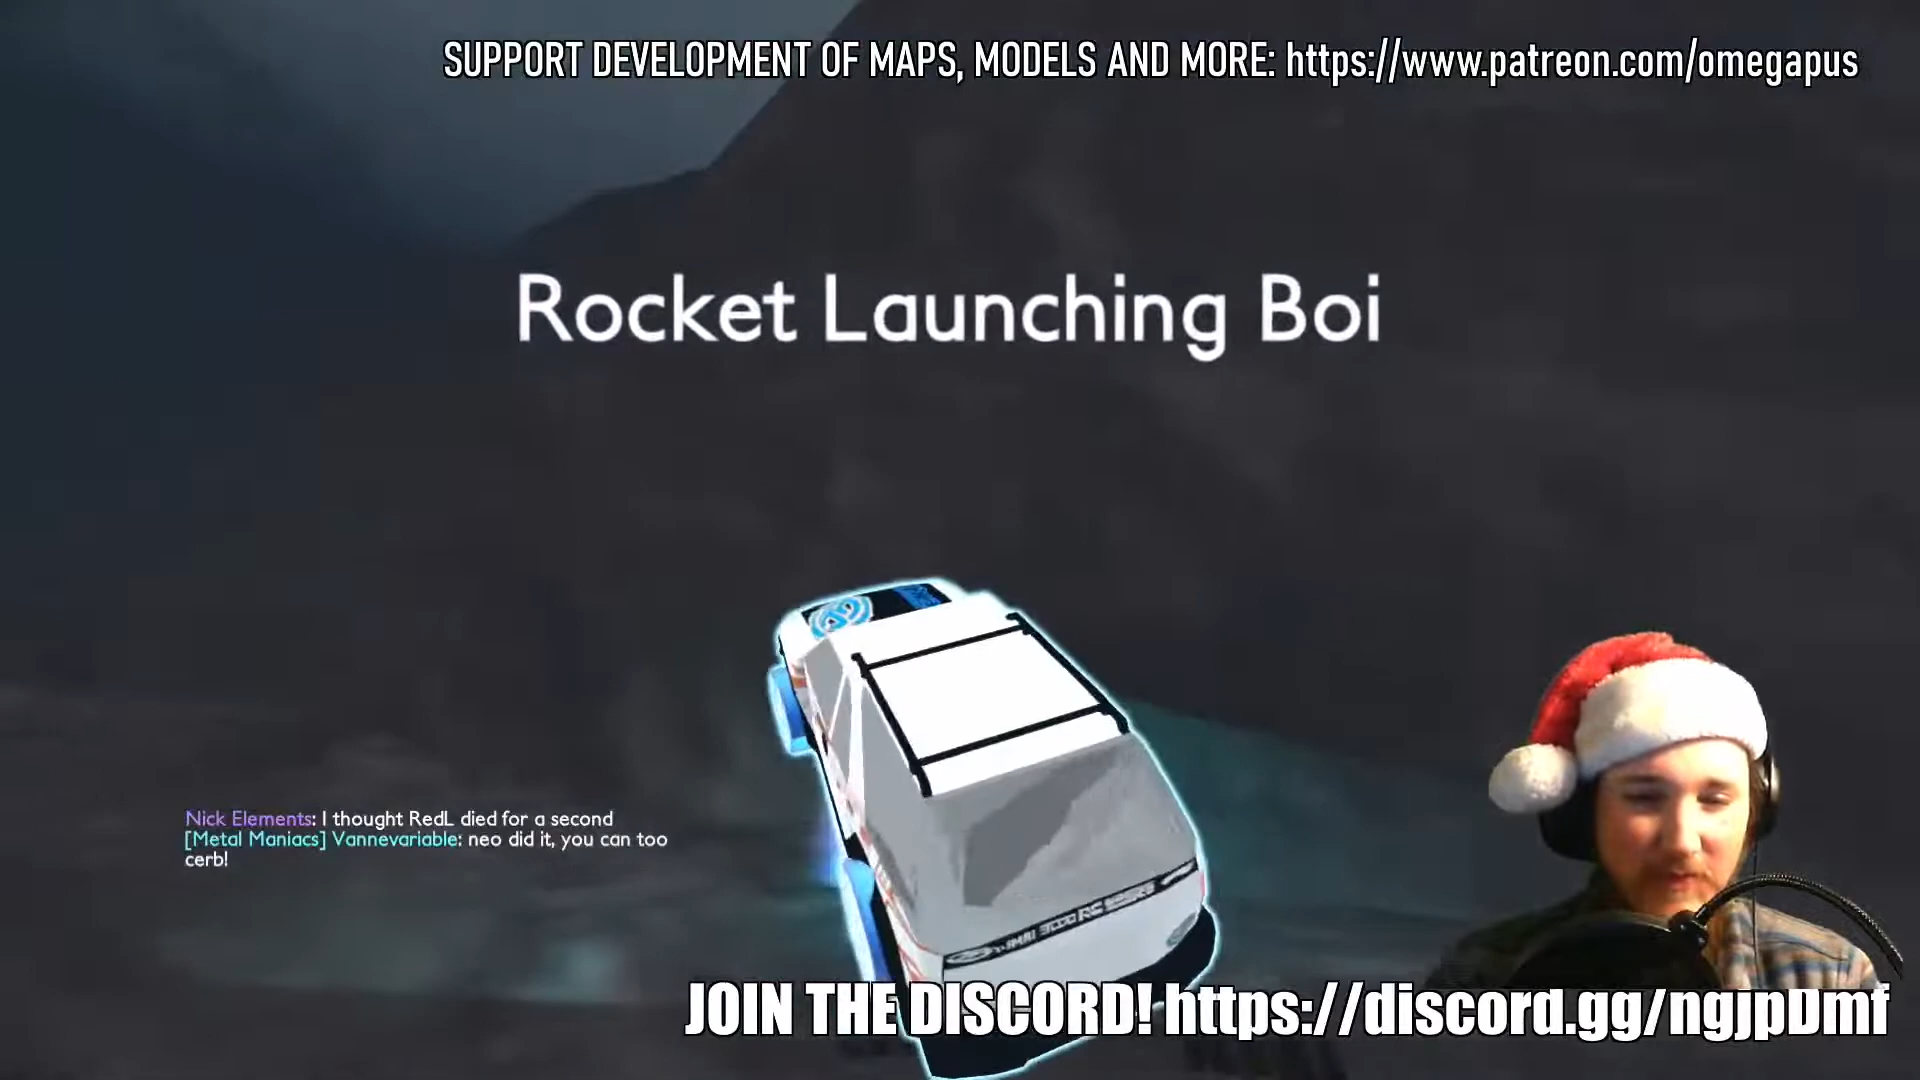 SUPPORT DEVELOPMENT OF MAPS, MODELS AND MORE: https://www.patreon.com/omegapus
Rocket Launching Boi
Nick Elements: I thought RedL died for a second
[Metal Maniacs] Vannevariable: neo did it, you can too
cerb!
JOIN THE DISCORD! https://discord.gg/ngjpDmf